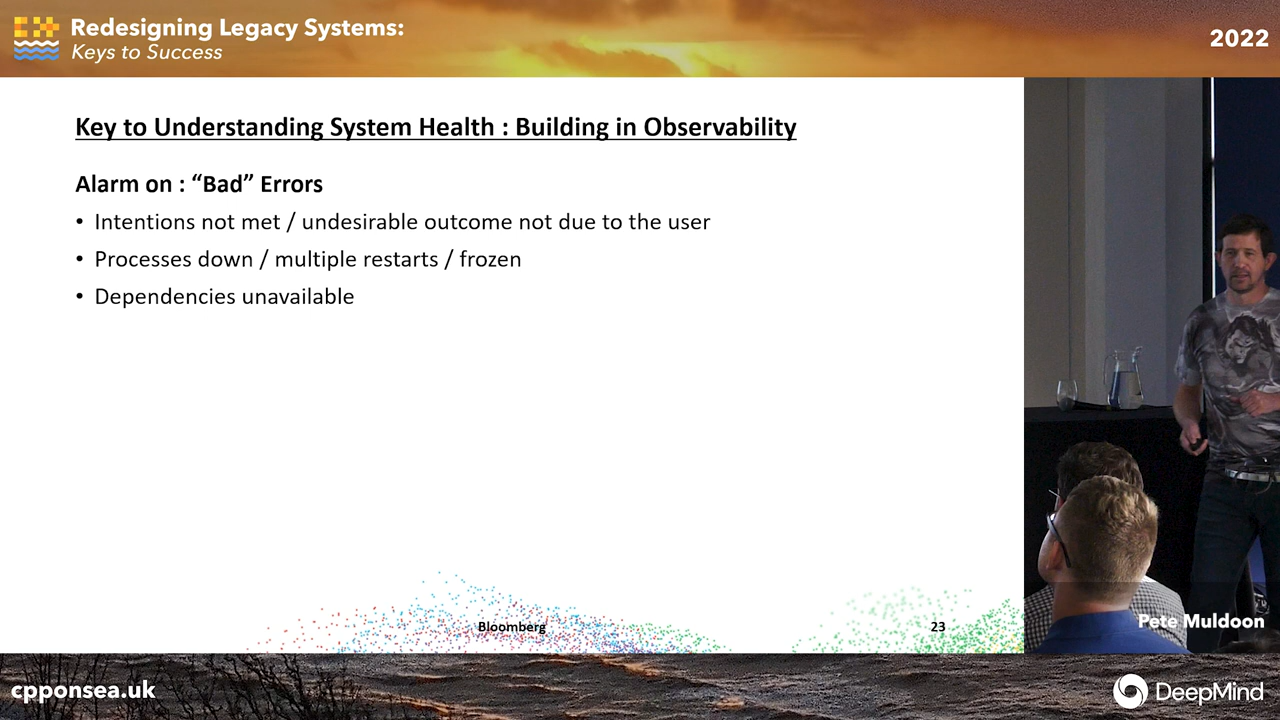 Redesigning Legacy Systems:
Keys to Success
2022
Key to Understanding System Health : Building in Observability
Alarm on : “Bad” Errors
• Intentions not met / undesirable outcome not due to the user
• Processes down / multiple restarts / frozen
• Dependencies unavailable
Bloomberg
23
Pete Muldoon
cpponsea.uk
DeepMind